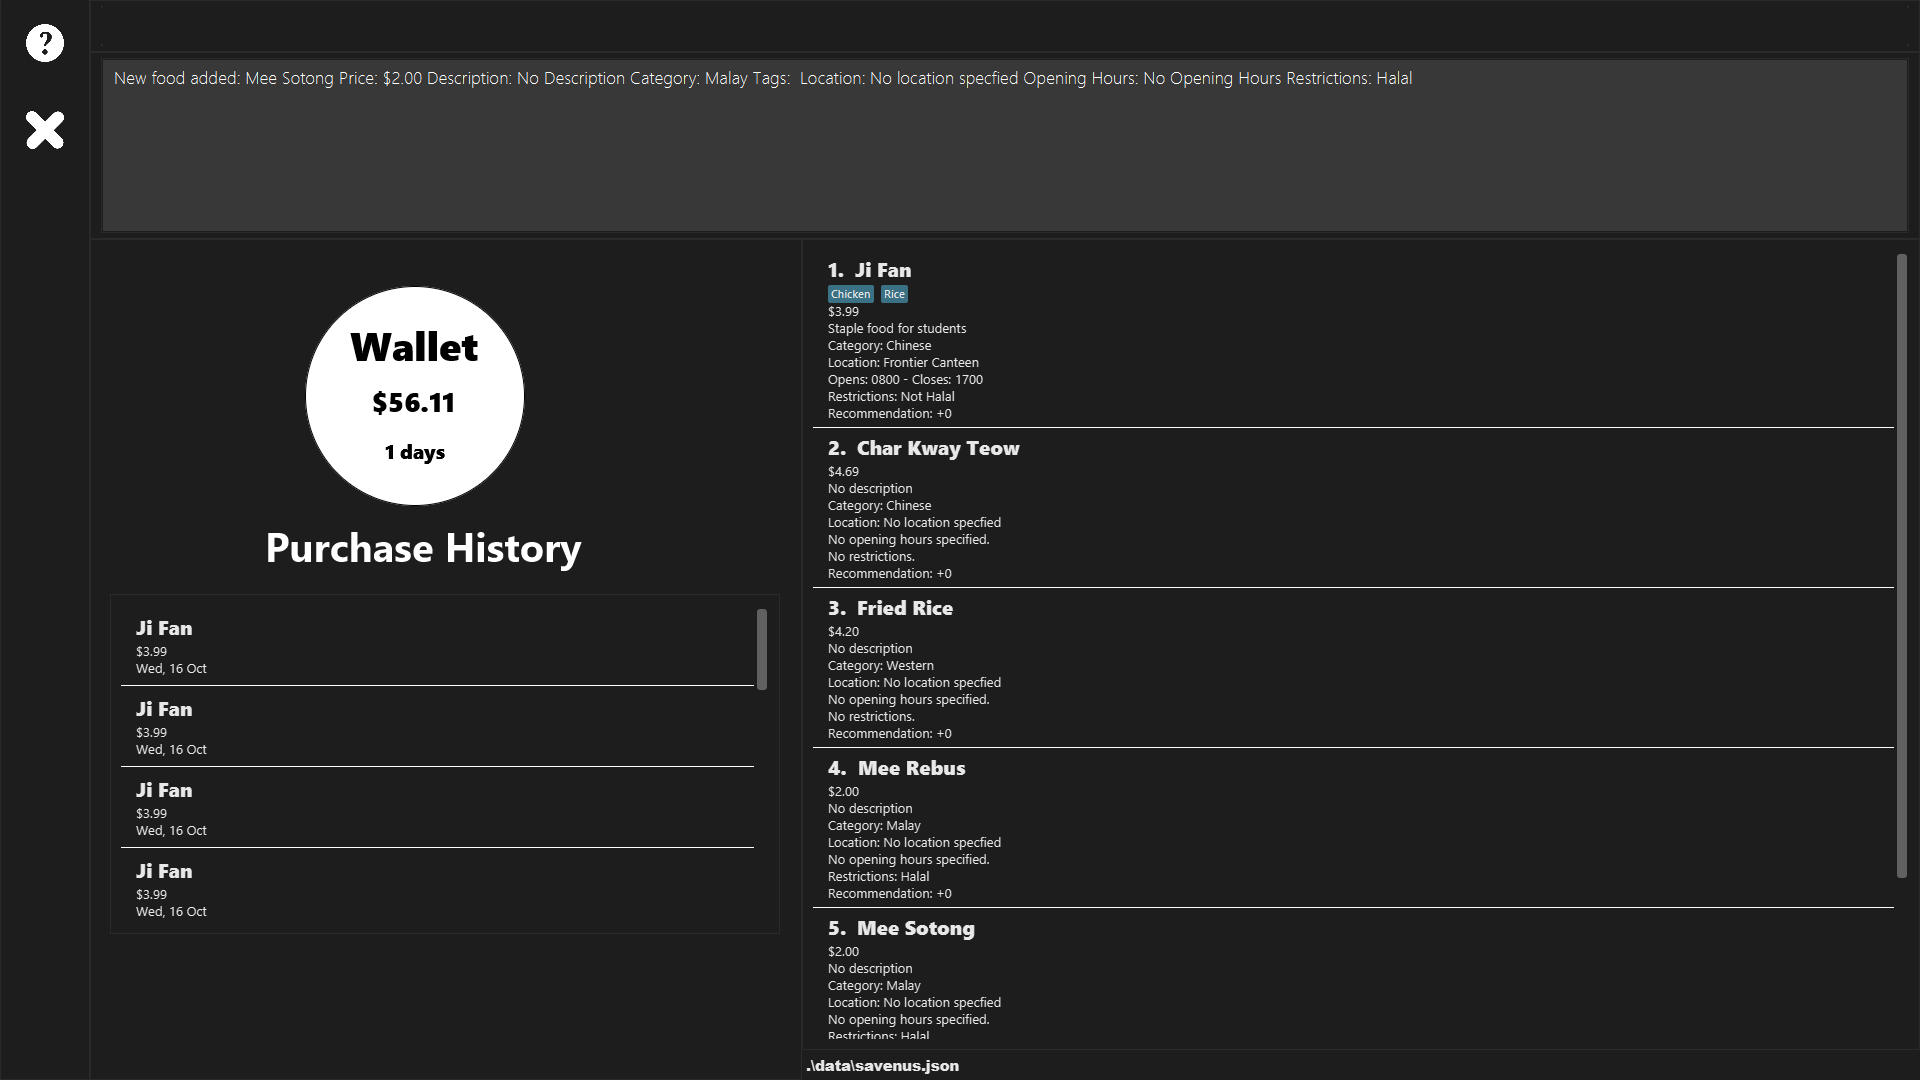 ?
New food added: Mee Sotong Price: $2.00 Description: No Description Category: Malay Tags:  Location: No location specfied Opening Hours: No Opening Hours Restrictions: Halal
Wallet
$56.11
1 days
Purchase History
Ji Fan
$3.99
Wed, 16 Oct
Ji Fan
$3.99
Wed, 16 Oct
Ji Fan
$3.99
Wed, 16 Oct
Ji Fan
$3.99
Wed, 16 Oct
1. Ji Fan
Chicken Rice
$3.99
Staple food for students
Category: Chinese
Location: Frontier Canteen
Opens: 0800 - Closes: 1700
Restrictions: Not Halal
Recommendation: +0
2. Char Kway Teow
$4.69
No description
Category: Chinese
Location: No location specfied
No opening hours specified.
No restrictions.
Recommendation: +0
3. Fried Rice
$4.20
No description
Category: Western
Location: No location specfied
No opening hours specified.
No restrictions.
Recommendation: +0
4. Mee Rebus
$2.00
No description
Category: Malay
Location: No location specfied
No opening hours specified.
Restrictions: Halal
Recommendation: +0
5. Mee Sotong
$2.00
No description
Category: Malay
Location: No location specfied
No opening hours specified.
Restrictions: Halal
.\data\savenus.json